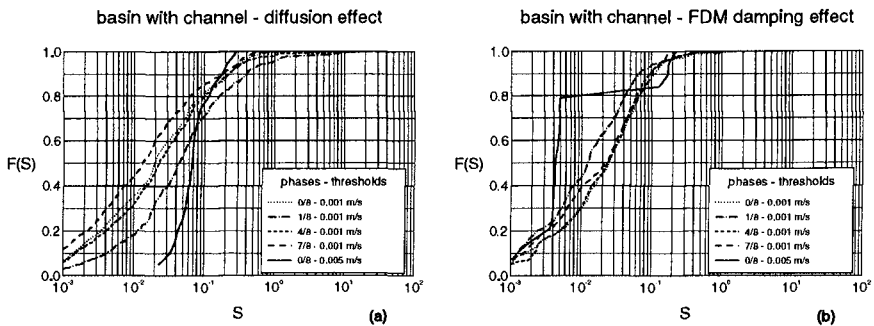 basin with channel - diffusion effect
1.0
0.8
0.6
F(S)
0.4
0.2
0.0
phases - thresholds
0/8 - 0.001 m/s
1/8 - 0.001 m/s
4/8 - 0.001 m/s
7/8 - 0.001 m/s
0/8 - 0.005 m/s
10⁻³ 10⁻² 10⁻¹ 10⁰ 10¹ 10²
S
(a)
basin with channel - FDM damping effect
1.0
0.8
0.6
F(S)
0.4
0.2
0.0
phases - thresholds
0/8 - 0.001 m/s
1/8 - 0.001 m/s
4/8 - 0.001 m/s
7/8 - 0.001 m/s
0/8 - 0.005 m/s
10⁻³ 10⁻² 10⁻¹ 10⁰ 10¹ 10²
S
(b)